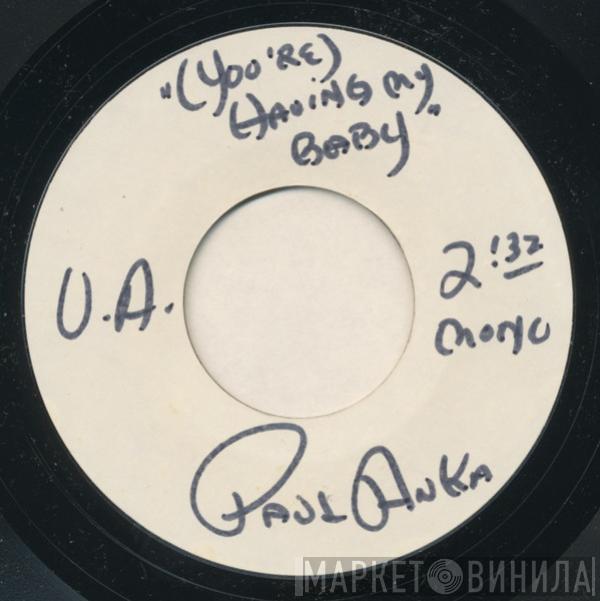 "(YOU'RE)
HAVING MY
BABY"
U.A.
2:32
MONO
PAUL ANKA
МАРКЕТ ВИНИЛА